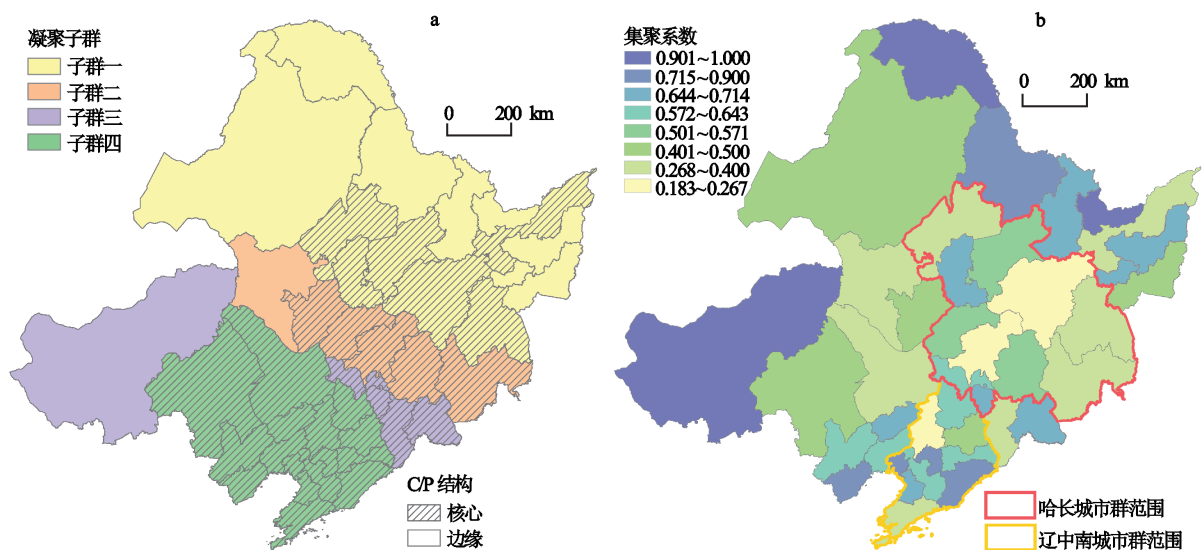 a
凝聚子群
子群一
子群二
子群三
子群四
0 200 km
C/P 结构
核心
边缘
b
集聚系数
0.901~1.000
0.715~0.900
0.644~0.714
0.572~0.643
0.501~0.571
0.401~0.500
0.268~0.400
0.183~0.267
0 200 km
哈长城市群范围
辽中南城市群范围